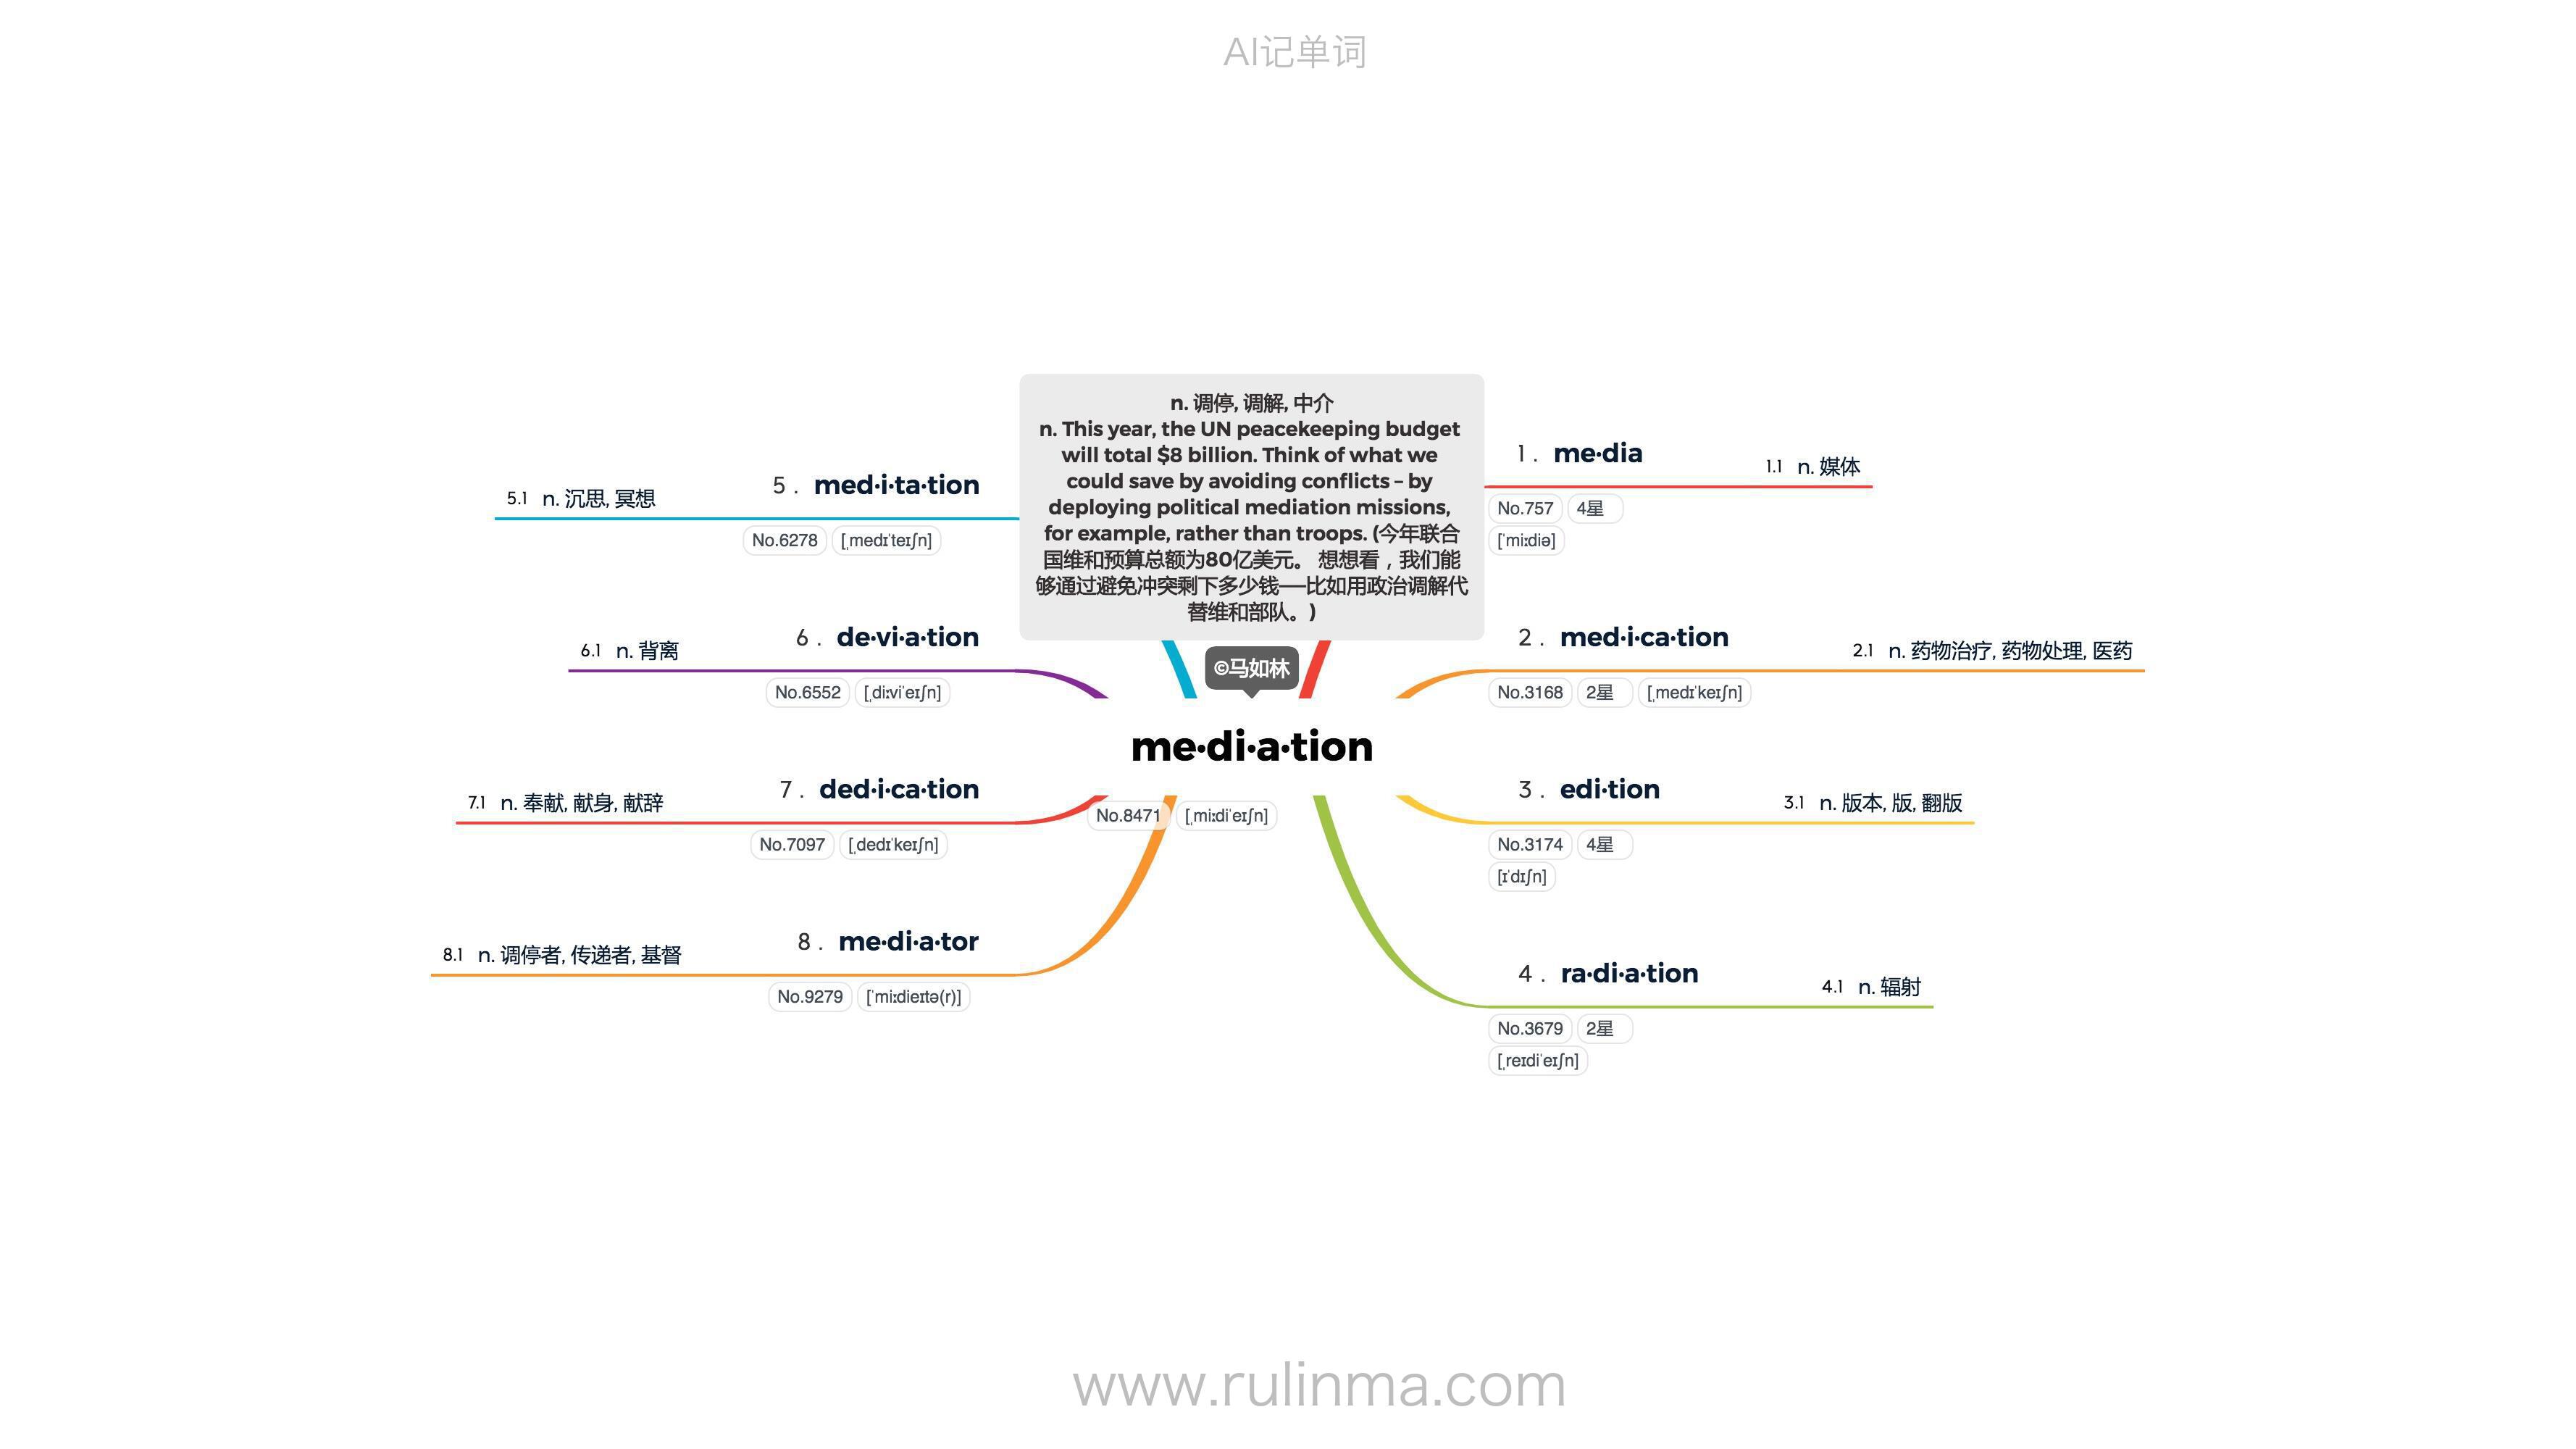 AI记单词
n. 调停, 调解, 中介
n. This year, the UN peacekeeping budget
will total $8 billion. Think of what we
could save by avoiding conflicts – by
deploying political mediation missions,
for example, rather than troops. (今年联合
国维和预算总额为80亿美元。 想想看，我们能
够通过避免冲突剩下多少钱──比如用政治调解代
替维和部队。)
©马如林
me·di·a·tion
No.8471 [ˌmiːdiˈeɪʃn]
1 . me·dia
No.757 4星
[ˈmiːdiə]
1.1 n. 媒体
2 . med·i·ca·tion
No.3168 2星 [ˌmedɪˈkeɪʃn]
2.1 n. 药物治疗, 药物处理, 医药
3 . edi·tion
No.3174 4星
[ɪˈdɪʃn]
3.1 n. 版本, 版, 翻版
4 . ra·di·a·tion
No.3679 2星
[ˌreɪdiˈeɪʃn]
4.1 n. 辐射
5 . med·i·ta·tion
No.6278 [ˌmedɪˈteɪʃn]
5.1 n. 沉思, 冥想
6 . de·vi·a·tion
No.6552 [ˌdiːviˈeɪʃn]
6.1 n. 背离
7 . ded·i·ca·tion
No.7097 [ˌdedɪˈkeɪʃn]
7.1 n. 奉献, 献身, 献辞
8 . me·di·a·tor
No.9279 [ˈmiːdieɪtə(r)]
8.1 n. 调停者, 传递者, 基督
www.rulinma.com